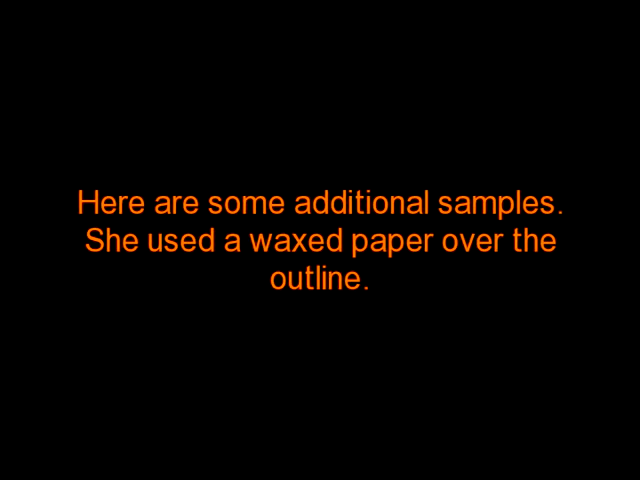 Here are some additional samples.
She used a waxed paper over the
outline.